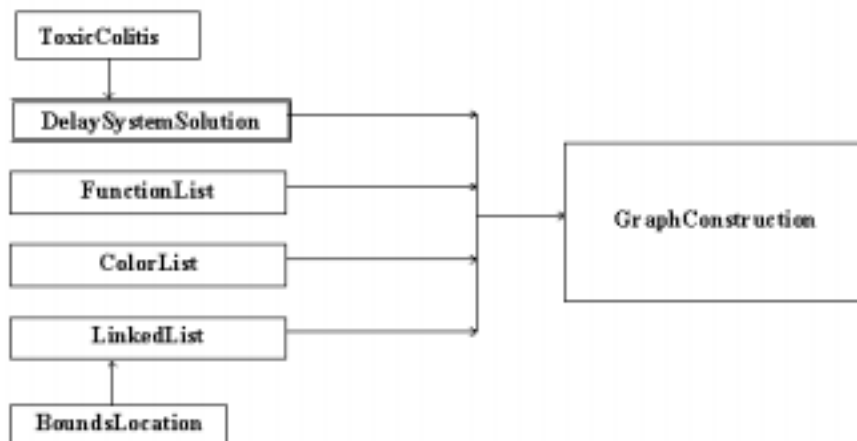 ToxicColitis
DelaySystemSolution
FunctionList
GraphConstruction
ColorList
LinkedList
BoundsLocation